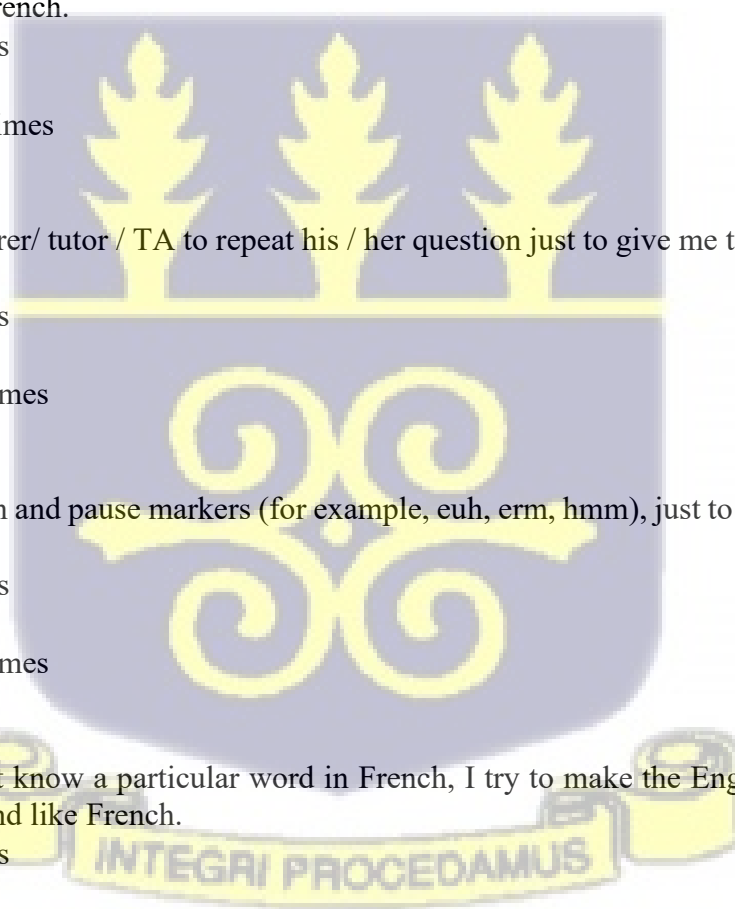 rench.
s
imes
rer/ tutor / TA to repeat his / her question just to give me t
s
mes
n and pause markers (for example, euh, erm, hmm), just to
s
mes
t know a particular word in French, I try to make the Eng
nd like French.
s
INTEGRI PROCEDAMUS